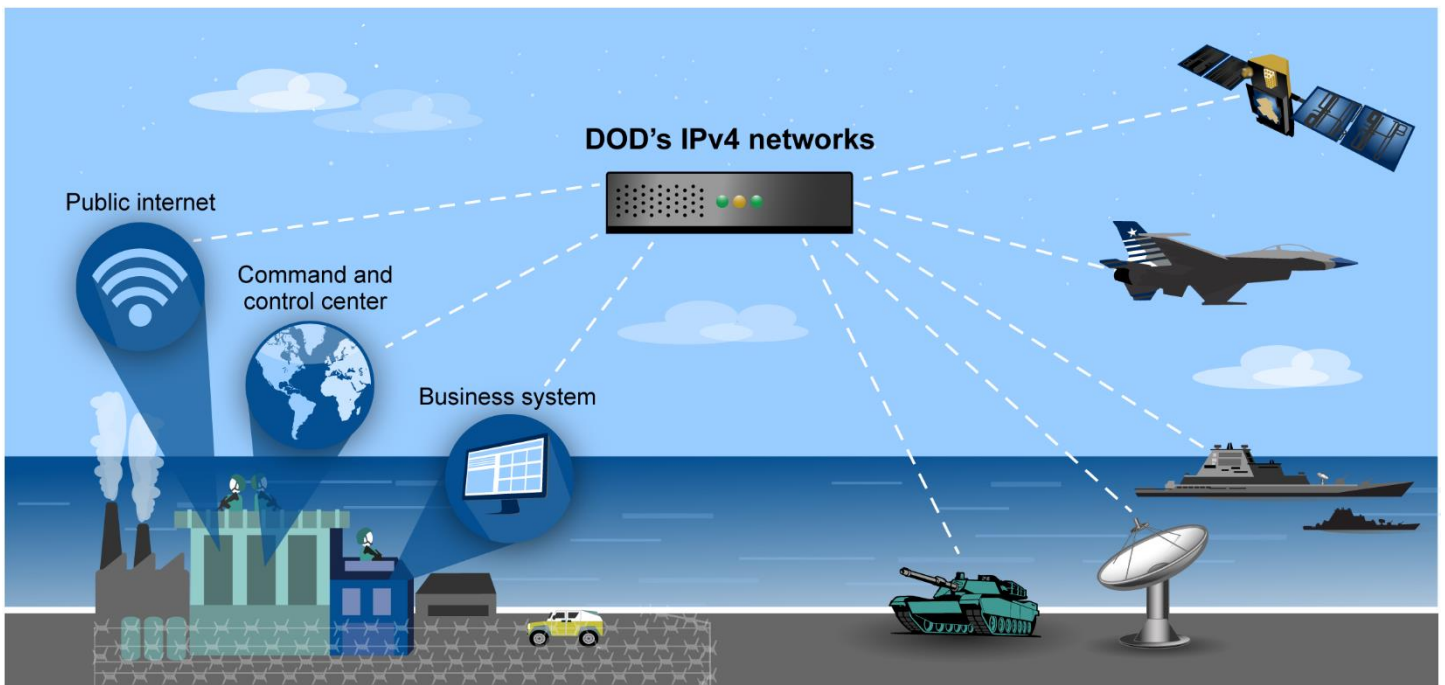 DOD's IPv4 networks
Public internet
Command and
control center
Business system